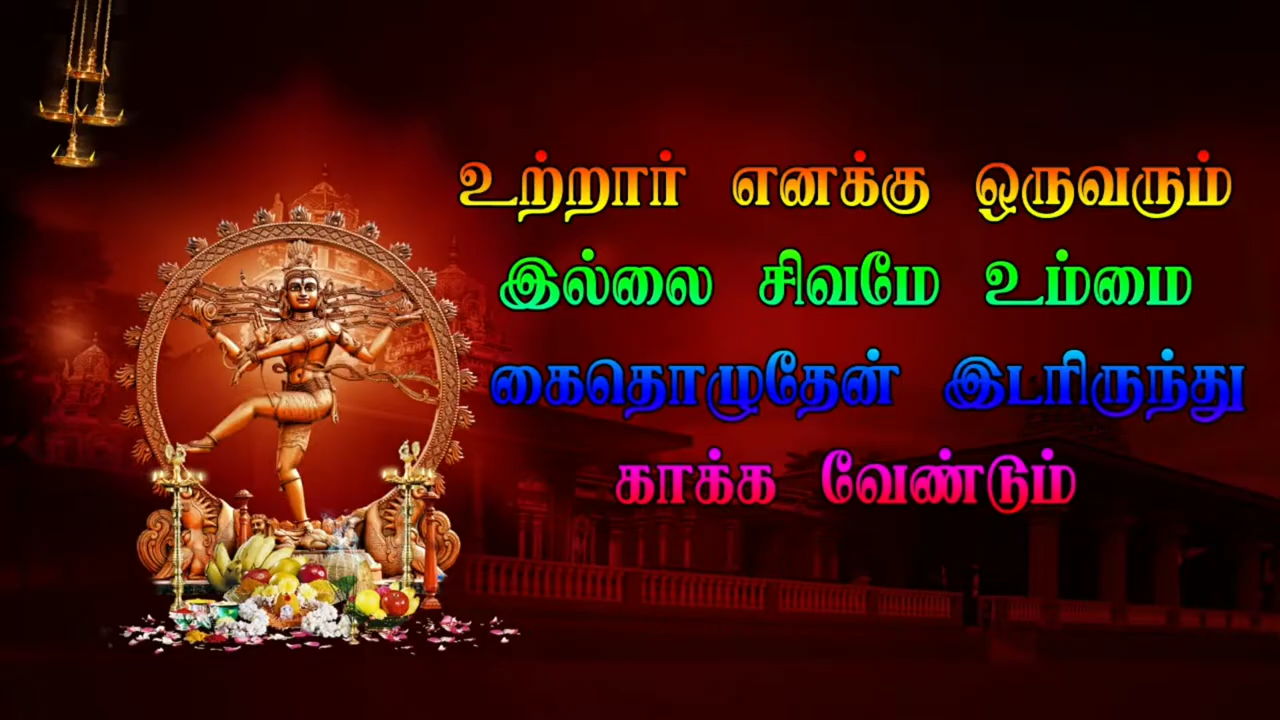 உற்றார் எனக்கு ஒருவரும்
இல்லை சிவமே உம்மை
கைதொழுதேன் இடரிருந்து
காக்க வேண்டும்